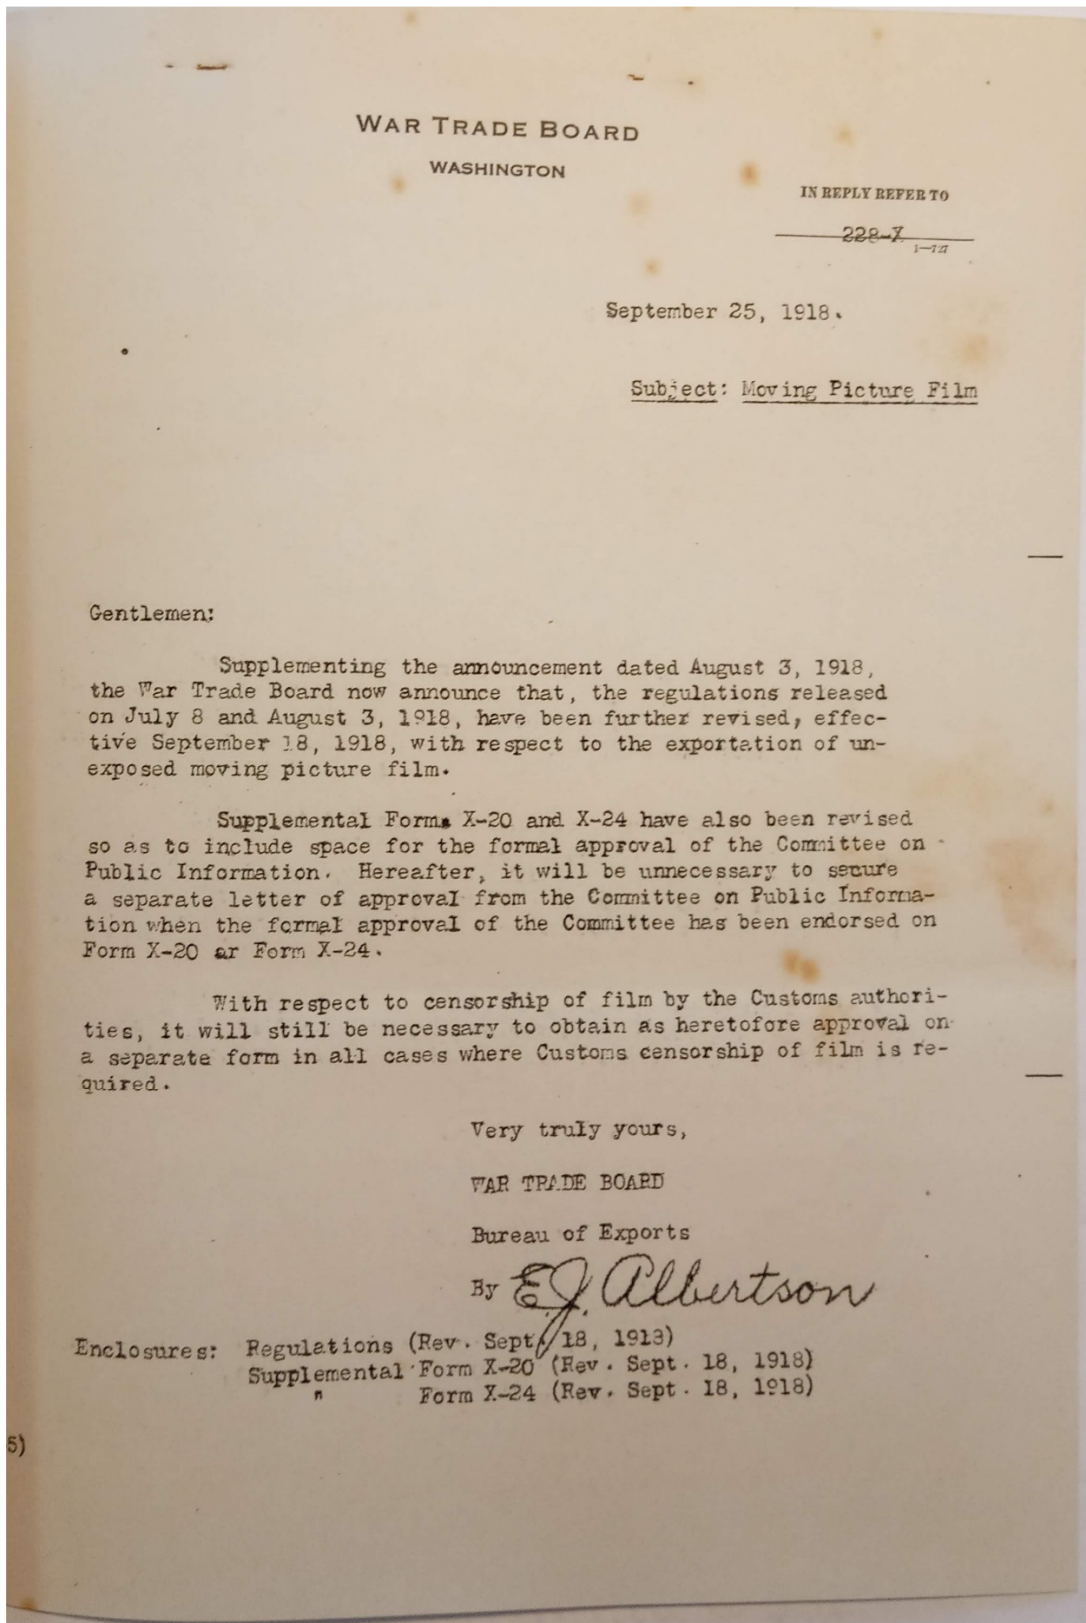 WAR TRADE BOARD
WASHINGTON
IN REPLY REFER TO
228-X
1—727
September 25, 1918.
Subject: Moving Picture Film
Gentlemen:
Supplementing the announcement dated August 3, 1918,
the War Trade Board now announce that, the regulations released
on July 8 and August 3, 1918, have been further revised, effec-
tive September 18, 1918, with respect to the exportation of un-
exposed moving picture film.
Supplemental Forms X-20 and X-24 have also been revised
so as to include space for the formal approval of the Committee on
Public Information. Hereafter, it will be unnecessary to secure
a separate letter of approval from the Committee on Public Informa-
tion when the formal approval of the Committee has been endorsed on
Form X-20 ar Form X-24.
With respect to censorship of film by the Customs authori-
ties, it will still be necessary to obtain as heretofore approval on
a separate form in all cases where Customs censorship of film is re-
quired.
Very truly yours,
WAR TRADE BOARD
Bureau of Exports
By E.J. Albertson
Enclosures: Regulations (Rev. Sept. 18, 1918)
Supplemental Form X-20 (Rev. Sept. 18, 1918)
" Form X-24 (Rev. Sept. 18, 1918)
5)